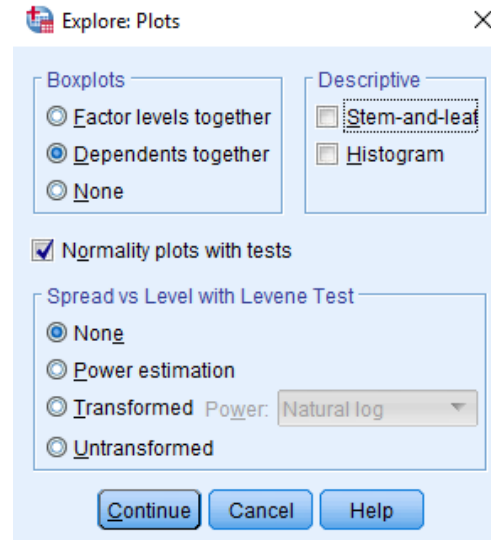 Explore: Plots
Boxplots
Factor levels together
Dependents together
None
Descriptive
Stem-and-leaf
Histogram
Normality plots with tests
Spread vs Level with Levene Test
None
Power estimation
Transformed Power: Natural log
Untransformed
Continue Cancel Help